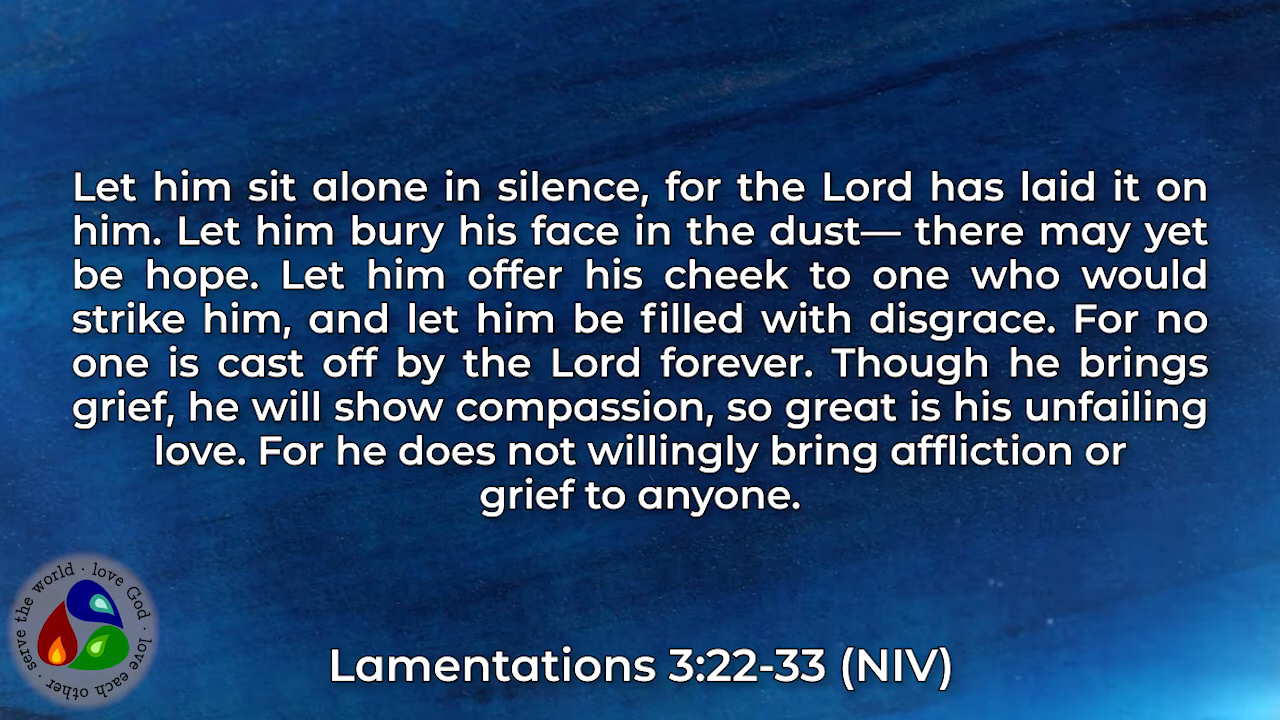 Let him sit alone in silence, for the Lord has laid it on
him. Let him bury his face in the dust— there may yet
be hope. Let him offer his cheek to one who would
strike him, and let him be filled with disgrace. For no
one is cast off by the Lord forever. Though he brings
grief, he will show compassion, so great is his unfailing
love. For he does not willingly bring affliction or
grief to anyone.
love God · love each other · serve the world ·
Lamentations 3:22-33 (NIV)